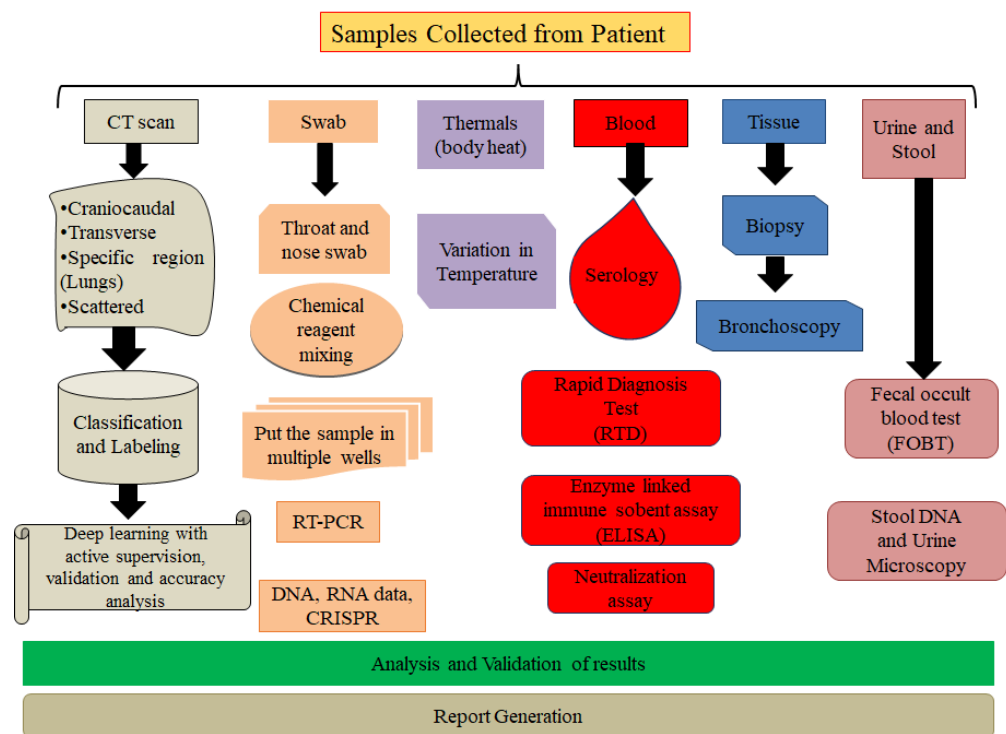 Samples Collected from Patient
CT scan
•Craniocaudal
•Transverse
•Specific region
(Lungs)
•Scattered
Classification
and Labeling
Deep learning with
active supervision,
validation and accuracy
analysis
Swab
Throat and
nose swab
Chemical
reagent
mixing
Put the sample in
multiple wells
RT-PCR
DNA, RNA data,
CRISPR
Thermals
(body heat)
Variation in
Temperature
Blood
Serology
Rapid Diagnosis
Test
(RTD)
Enzyme linked
immune sobent assay
(ELISA)
Neutralization
assay
Tissue
Biopsy
Bronchoscopy
Urine and
Stool
Fecal occult
blood test
(FOBT)
Stool DNA
and Urine
Microscopy
Analysis and Validation of results
Report Generation